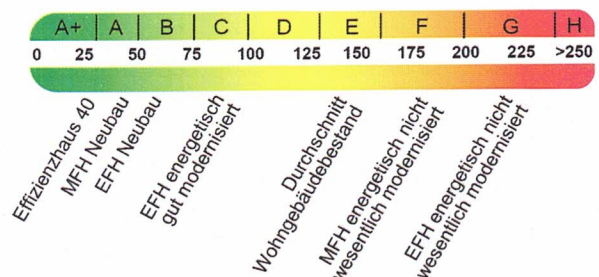 A+ A B C D E F G H
0 25 50 75 100 125 150 175 200 225 >250
Effizienzhaus 40
MFH Neubau
EFH Neubau
EFH energetisch
gut modernisiert
Durchschnitt
Wohngebäudebestand
MFH energetisch nicht
wesentlich modernisiert
EFH energetisch nicht
wesentlich modernisiert